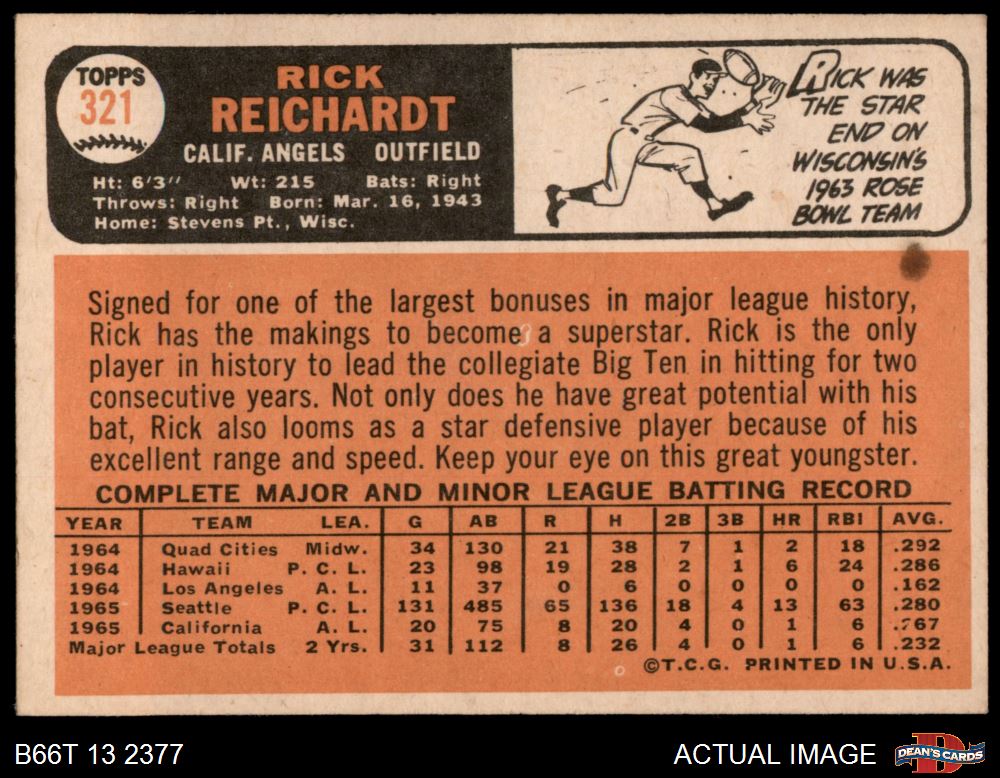 TOPPS
321
RICK
REICHARDT
CALIF. ANGELS OUTFIELD
Ht: 6'3" Wt: 215 Bats: Right
Throws: Right Born: Mar. 16, 1943
Home: Stevens Pt., Wisc.
RICK WAS
THE STAR
END ON
WISCONSIN'S
1963 ROSE
BOWL TEAM
Signed for one of the largest bonuses in major league history,
Rick has the makings to become a superstar. Rick is the only
player in history to lead the collegiate Big Ten in hitting for two
consecutive years. Not only does he have great potential with his
bat, Rick also looms as a star defensive player because of his
excellent range and speed. Keep your eye on this great youngster.
COMPLETE MAJOR AND MINOR LEAGUE BATTING RECORD
YEAR TEAM LEA. G AB R H 2B 3B HR RBI AVG.
1964 Quad Cities Midw. 34 130 21 38 7 1 2 18 .292
1964 Hawaii P. C. L. 23 98 19 28 2 1 6 24 .286
1964 Los Angeles A. L. 11 37 0 6 0 0 0 0 .162
1965 Seattle P. C. L. 131 485 65 136 18 4 13 63 .280
1965 California A. L. 20 75 8 20 4 0 1 6 .267
Major League Totals 2 Yrs. 31 112 8 26 4 0 1 6 .232
©T.C.G. PRINTED IN U.S.A.
B66T 13 2377 ACTUAL IMAGE DEAN'S CARDS